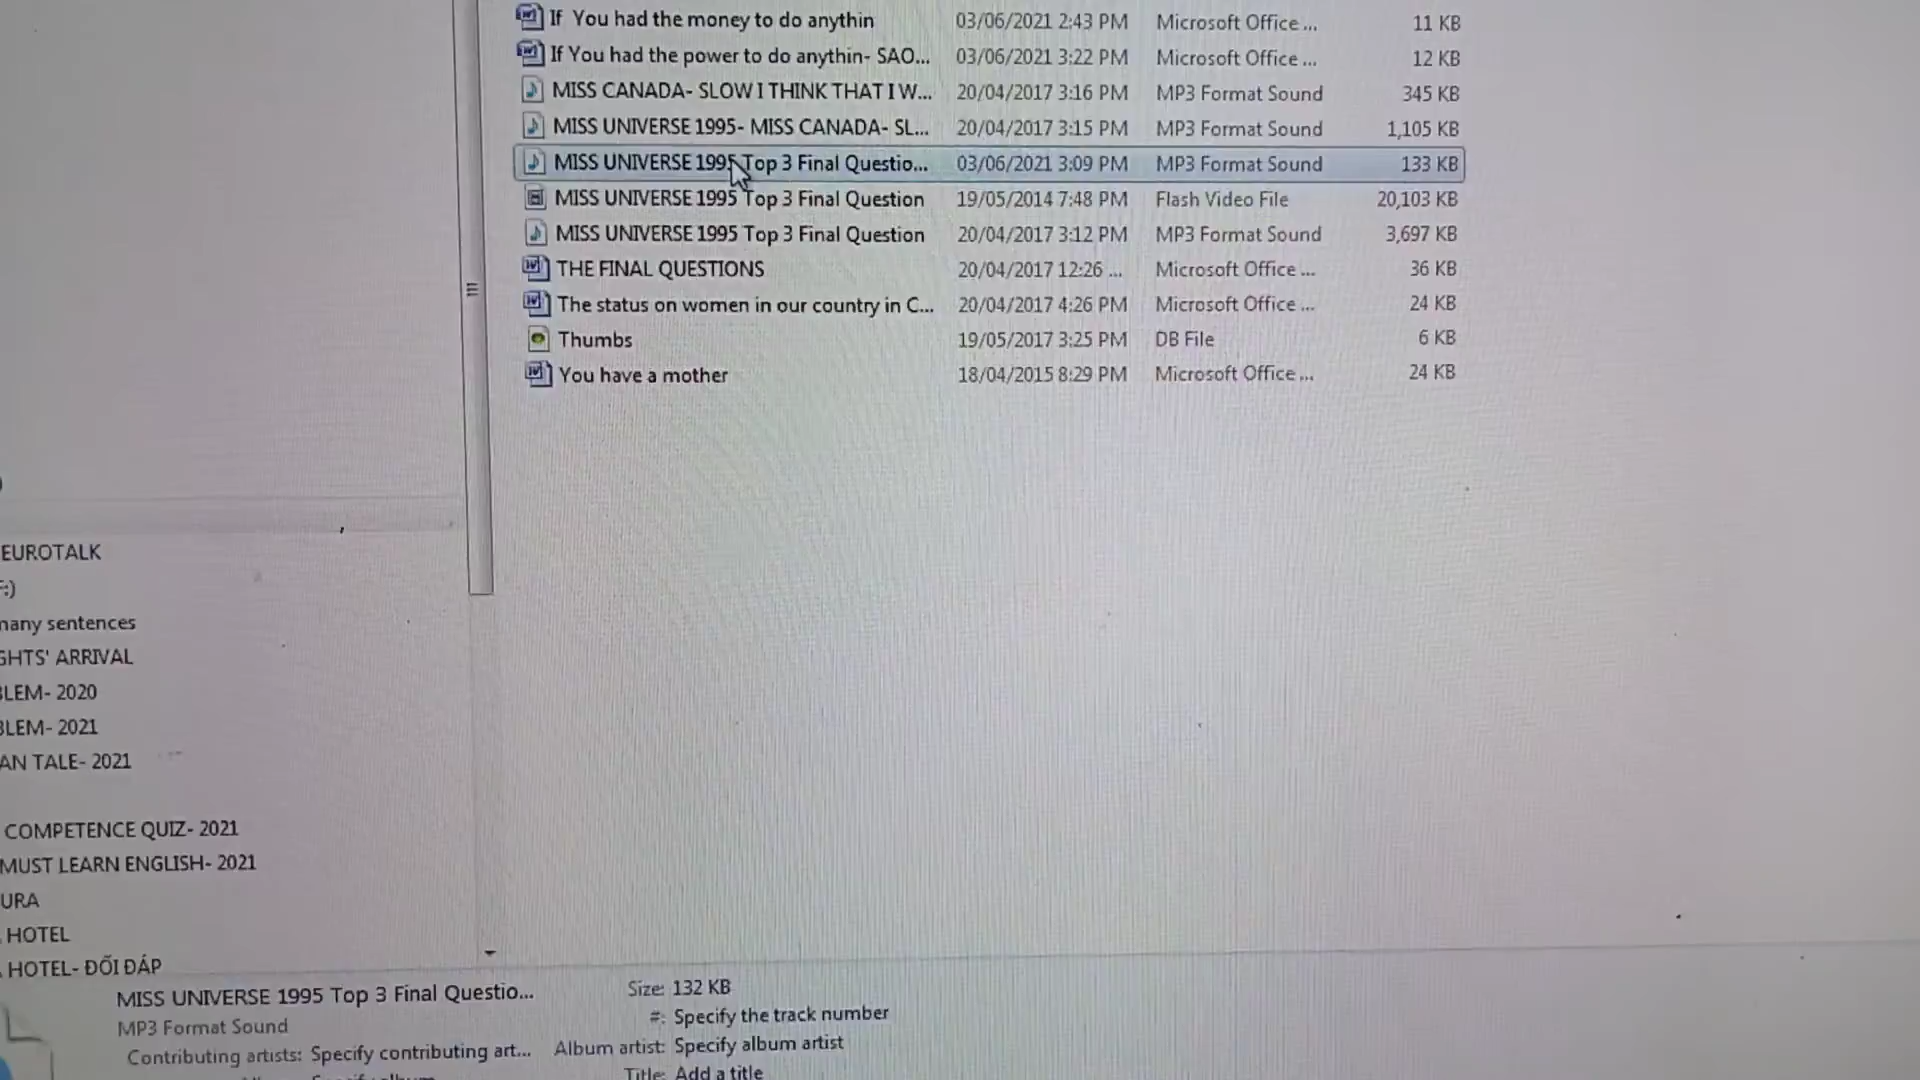 If You had the money to do anythin 03/06/2021 2:43 PM Microsoft Office ... 11 KB
If You had the power to do anythin- SAO... 03/06/2021 3:22 PM Microsoft Office ... 12 KB
MISS CANADA- SLOW I THINK THAT I W... 20/04/2017 3:16 PM MP3 Format Sound 345 KB
MISS UNIVERSE 1995- MISS CANADA- SL... 20/04/2017 3:15 PM MP3 Format Sound 1,105 KB
MISS UNIVERSE 1995 Top 3 Final Questio... 03/06/2021 3:09 PM MP3 Format Sound 133 KB
MISS UNIVERSE 1995 Top 3 Final Question 19/05/2014 7:48 PM Flash Video File 20,103 KB
MISS UNIVERSE 1995 Top 3 Final Question 20/04/2017 3:12 PM MP3 Format Sound 3,697 KB
THE FINAL QUESTIONS 20/04/2017 12:26 ... Microsoft Office ... 36 KB
The status on women in our country in C... 20/04/2017 4:26 PM Microsoft Office ... 24 KB
Thumbs 19/05/2017 3:25 PM DB File 6 KB
You have a mother 18/04/2015 8:29 PM Microsoft Office ... 24 KB
EUROTALK
:)
many sentences
GHTS' ARRIVAL
BLEM- 2020
BLEM- 2021
AN TALE- 2021
COMPETENCE QUIZ- 2021
MUST LEARN ENGLISH- 2021
URA
HOTEL
HOTEL- ĐỐI ĐÁP
MISS UNIVERSE 1995 Top 3 Final Questio... Size: 132 KB
MP3 Format Sound #: Specify the track number
Contributing artists: Specify contributing art... Album artist: Specify album artist
Title: Add a title